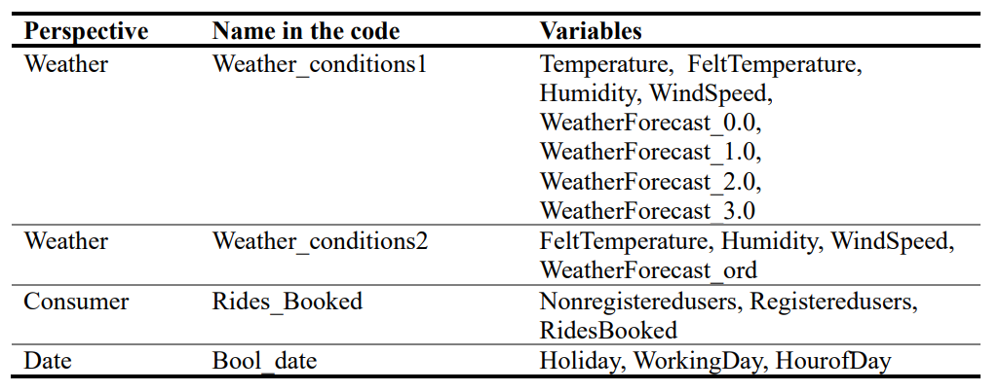 Perspective Name in the code Variables
Weather Weather_conditions1 Temperature, FeltTemperature,
Humidity, WindSpeed,
WeatherForecast_0.0,
WeatherForecast_1.0,
WeatherForecast_2.0,
WeatherForecast_3.0
Weather Weather_conditions2 FeltTemperature, Humidity, WindSpeed,
WeatherForecast_ord
Consumer Rides_Booked Nonregisteredusers, Registeredusers,
RidesBooked
Date Bool_date Holiday, WorkingDay, HourofDay